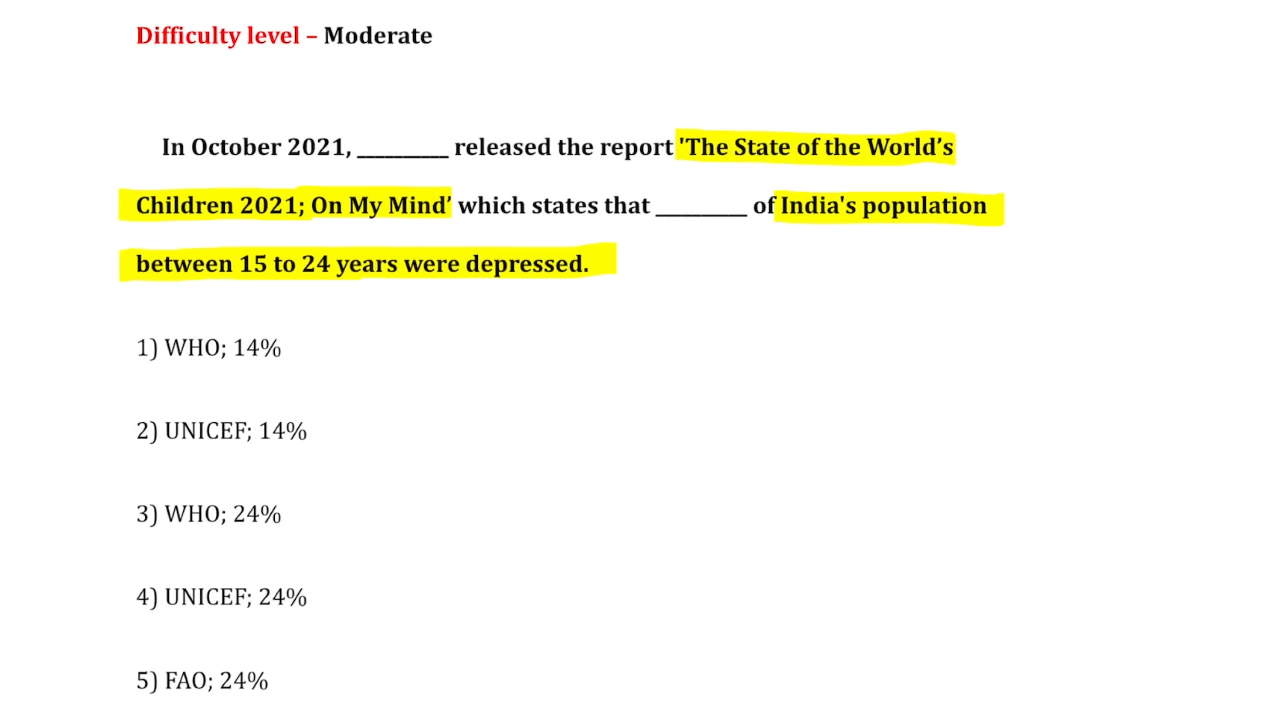 Difficulty level – Moderate
In October 2021, _________ released the report 'The State of the World’s
Children 2021; On My Mind’ which states that _________ of India's population
between 15 to 24 years were depressed.
1) WHO; 14%
2) UNICEF; 14%
3) WHO; 24%
4) UNICEF; 24%
5) FAO; 24%